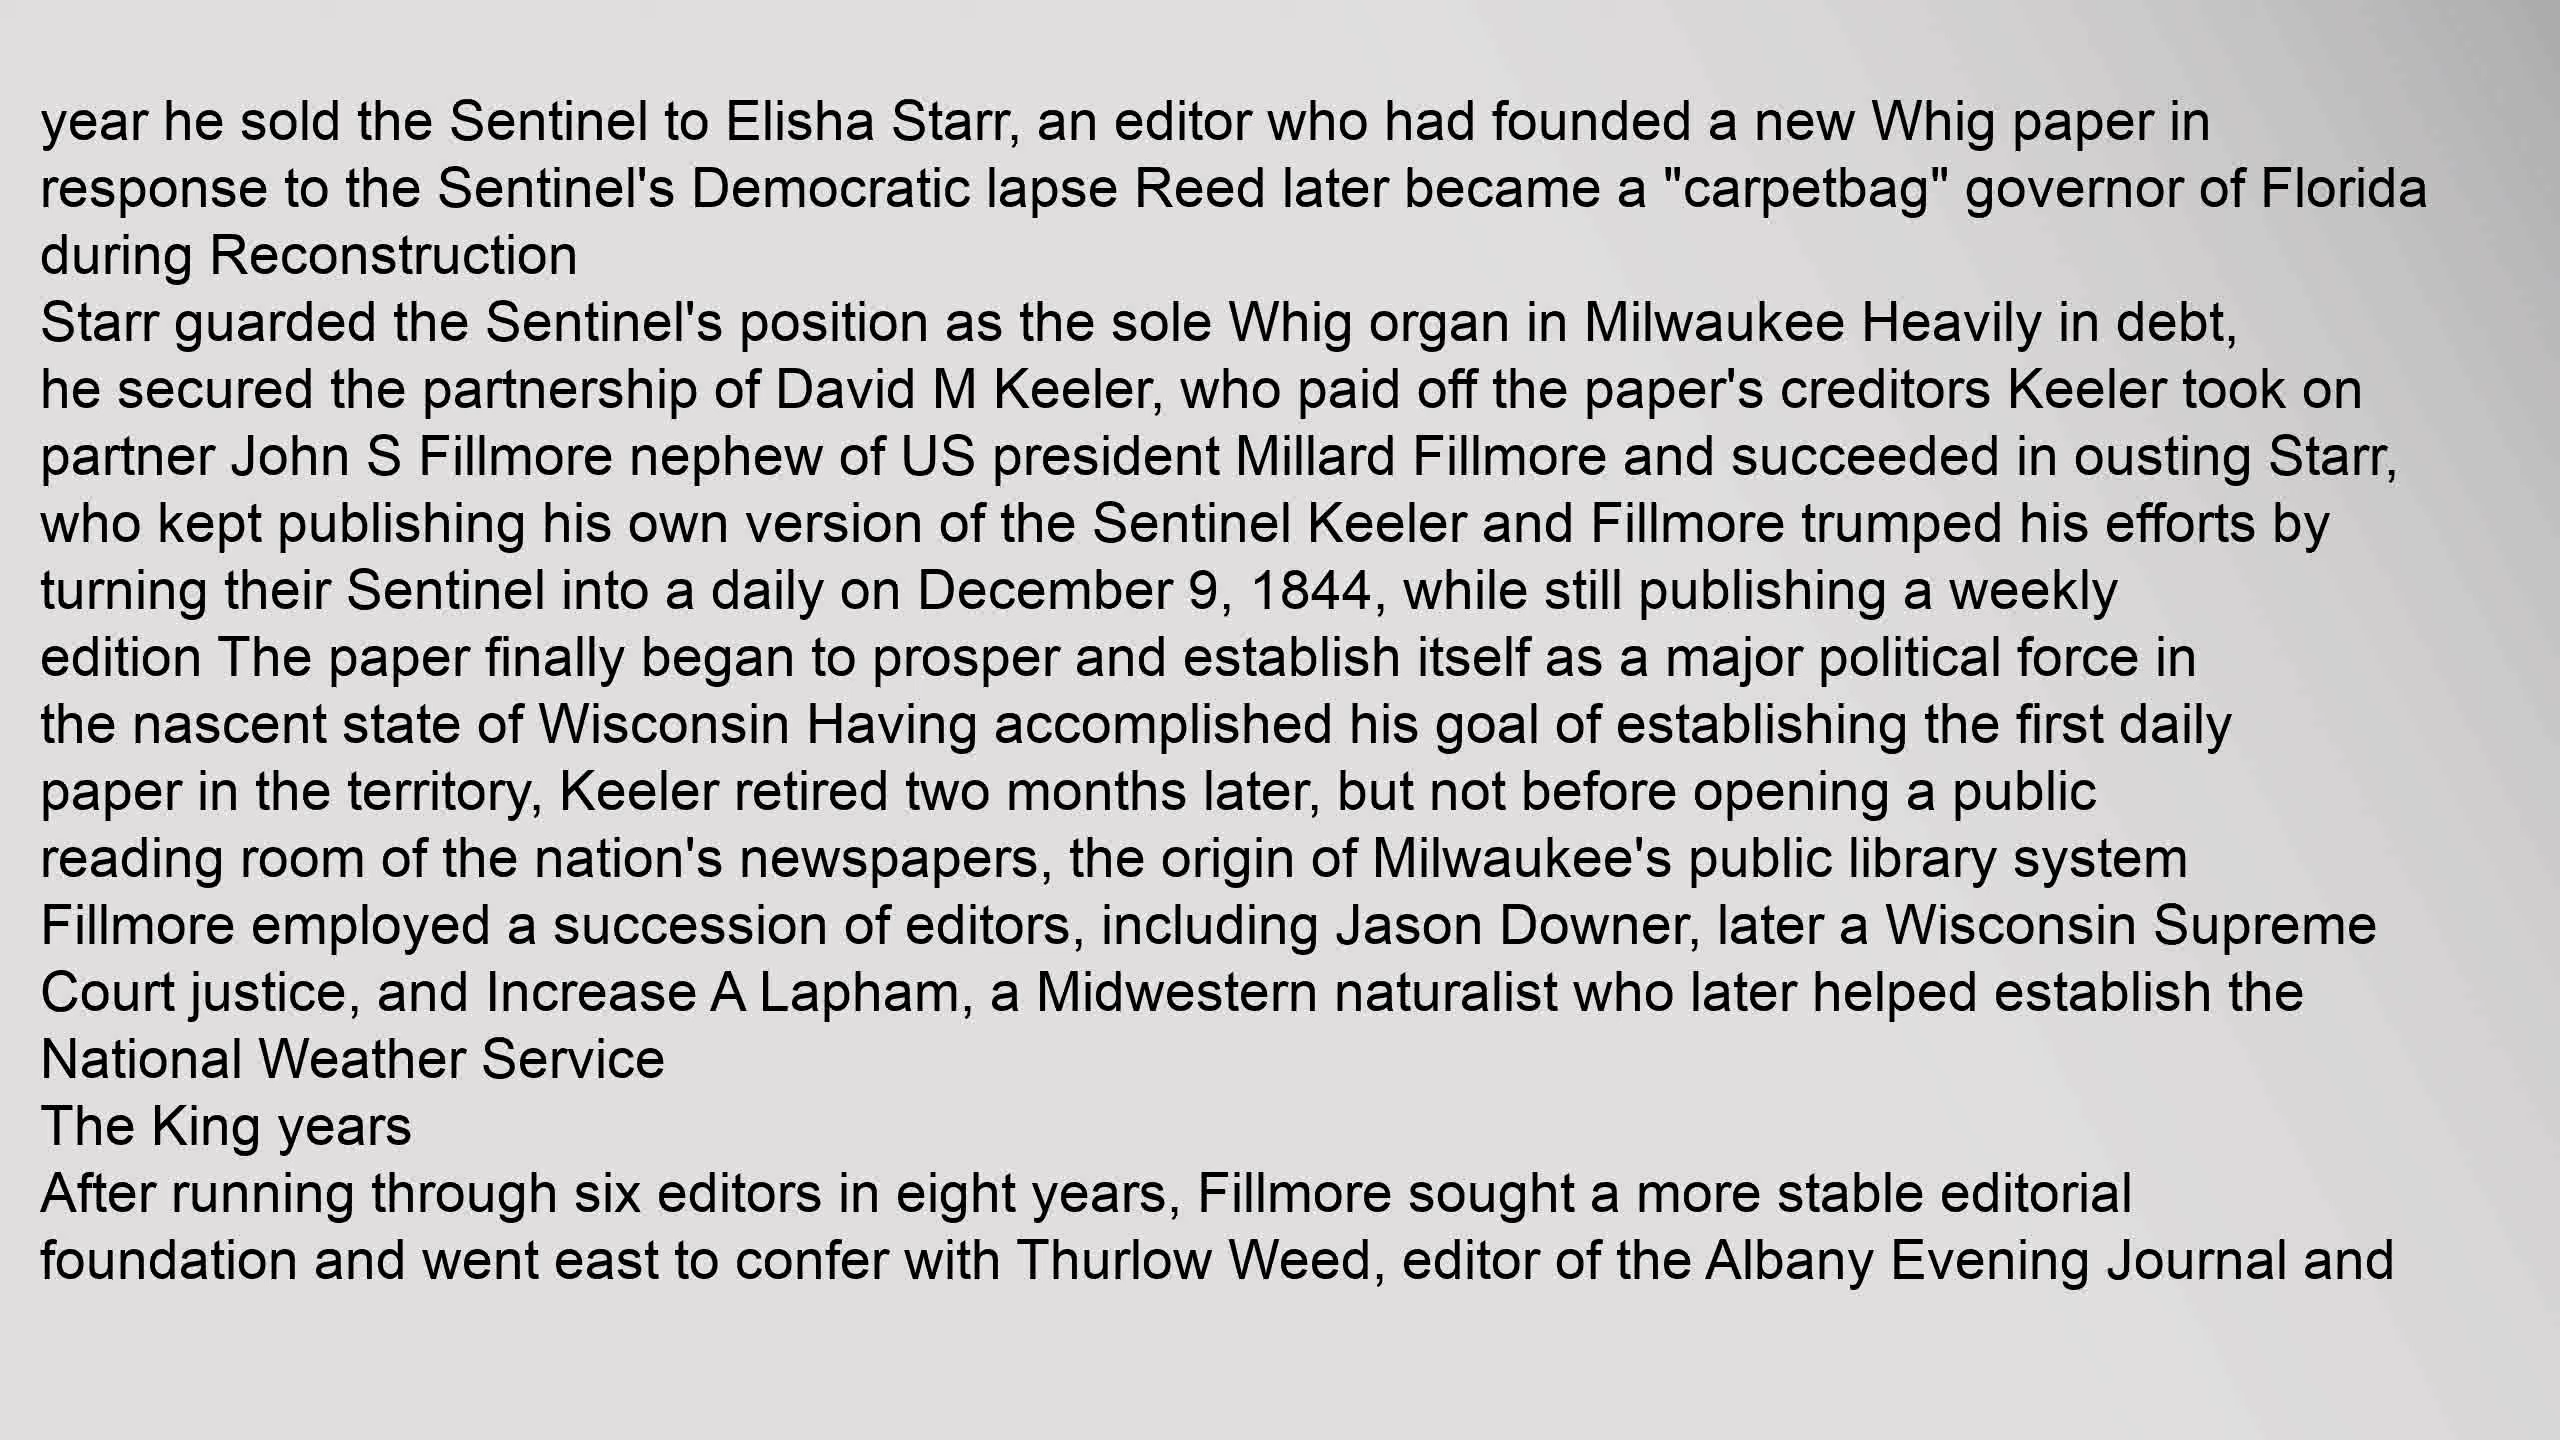 year he sold the Sentinel to Elisha Starr, an editor who had founded a new Whig paper in
response to the Sentinel's Democratic lapse Reed later became a "carpetbag" governor of Florida
during Reconstruction
Starr guarded the Sentinel's position as the sole Whig organ in Milwaukee Heavily in debt,
he secured the partnership of David M Keeler, who paid off the paper's creditors Keeler took on
partner John S Fillmore nephew of US president Millard Fillmore and succeeded in ousting Starr,
who kept publishing his own version of the Sentinel Keeler and Fillmore trumped his efforts by
turning their Sentinel into a daily on December 9, 1844, while still publishing a weekly
edition The paper finally began to prosper and establish itself as a major political force in
the nascent state of Wisconsin Having accomplished his goal of establishing the first daily
paper in the territory, Keeler retired two months later, but not before opening a public
reading room of the nation's newspapers, the origin of Milwaukee's public library system
Fillmore employed a succession of editors, including Jason Downer, later a Wisconsin Supreme
Court justice, and Increase A Lapham, a Midwestern naturalist who later helped establish the
National Weather Service
The King years
After running through six editors in eight years, Fillmore sought a more stable editorial
foundation and went east to confer with Thurlow Weed, editor of the Albany Evening Journal and